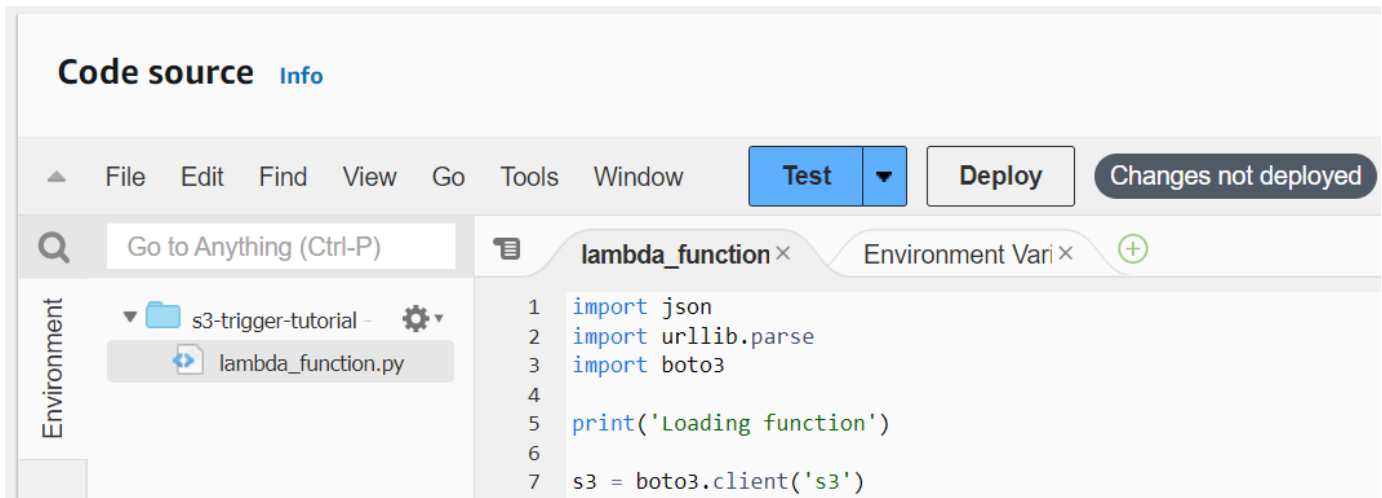 Code source Info
File Edit Find View Go Tools Window Test Deploy Changes not deployed
Go to Anything (Ctrl-P) lambda_function Environment Vari
Environment
s3-trigger-tutorial -
lambda_function.py
1 import json
2 import urllib.parse
3 import boto3
4
5 print('Loading function')
6
7 s3 = boto3.client('s3')